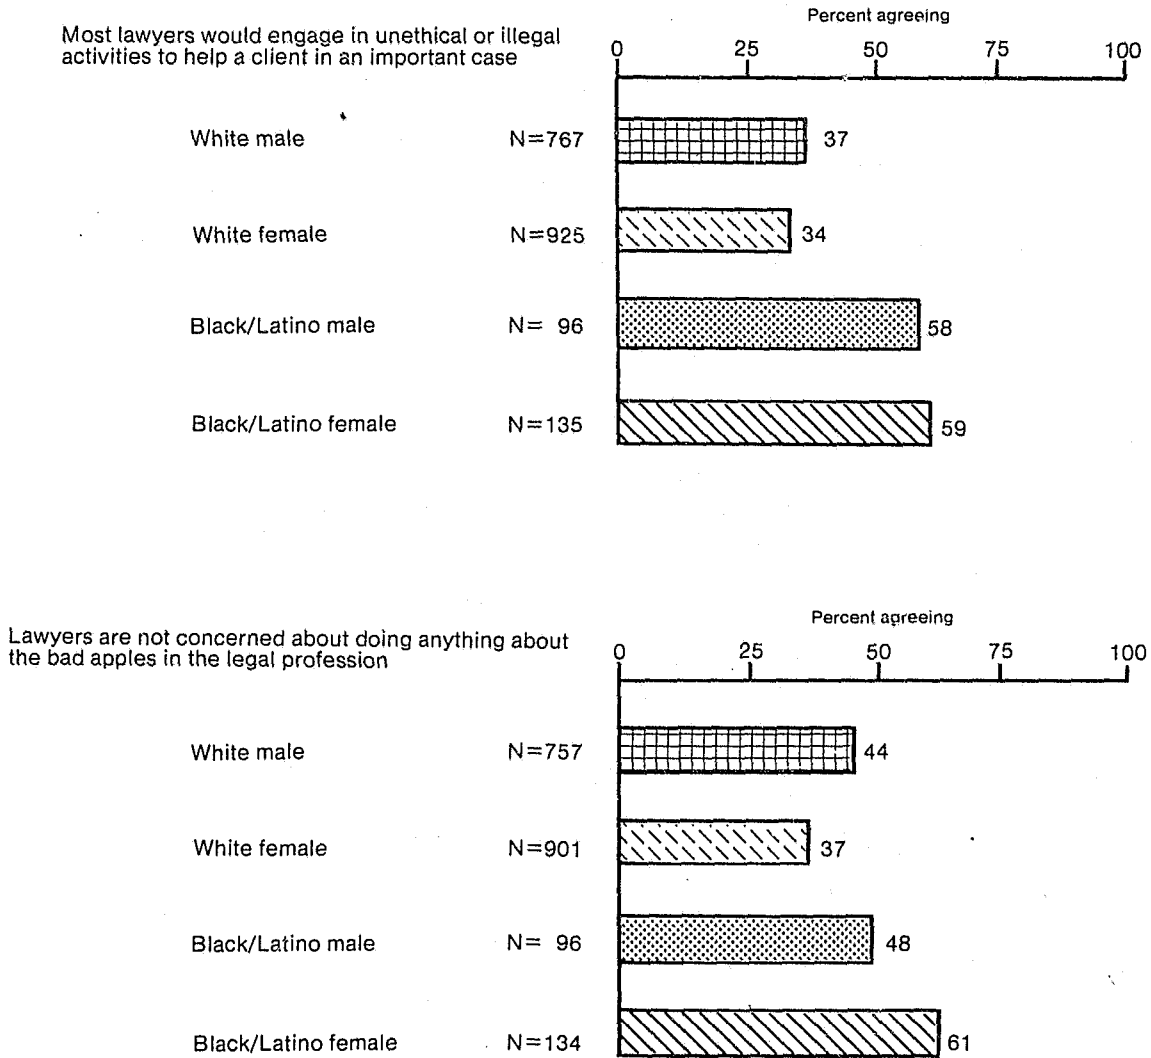 Percent agreeing
Most lawyers would engage in unethical or illegal
activities to help a client in an important case
0 25 50 75 100
White male N=767 37
White female N=925 34
Black/Latino male N= 96 58
Black/Latino female N=135 59
Percent agreeing
Lawyers are not concerned about doing anything about
the bad apples in the legal profession
0 25 50 75 100
White male N=757 44
White female N=901 37
Black/Latino male N= 96 48
Black/Latino female N=134 61